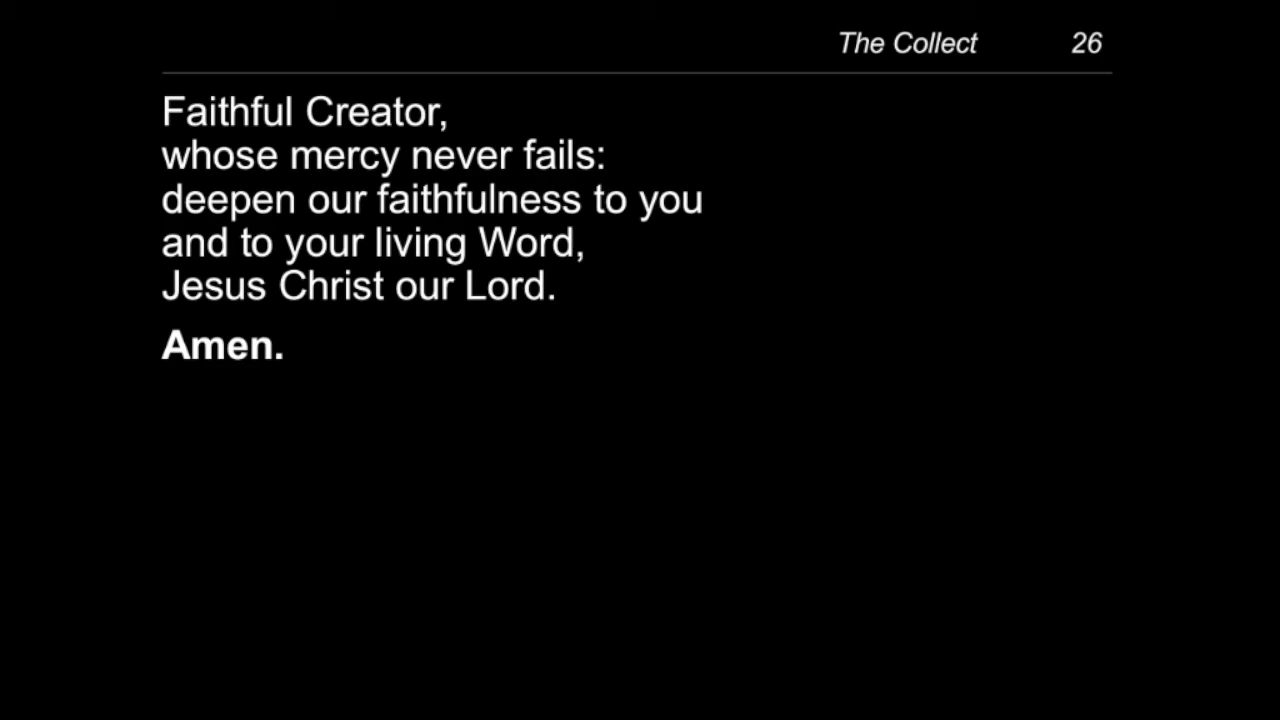 The Collect 26
Faithful Creator,
whose mercy never fails:
deepen our faithfulness to you
and to your living Word,
Jesus Christ our Lord.
Amen.